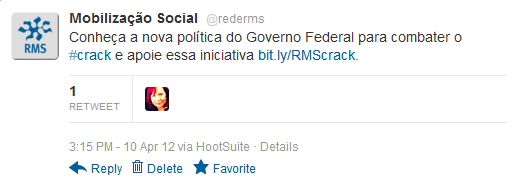 Mobilização Social @rederms
Conheça a nova política do Governo Federal para combater o
#crack e apoie essa iniciativa bit.ly/RMScrack.
RMS
1
RETWEET
3:15 PM - 10 Apr 12 via HootSuite · Details
Reply Delete Favorite